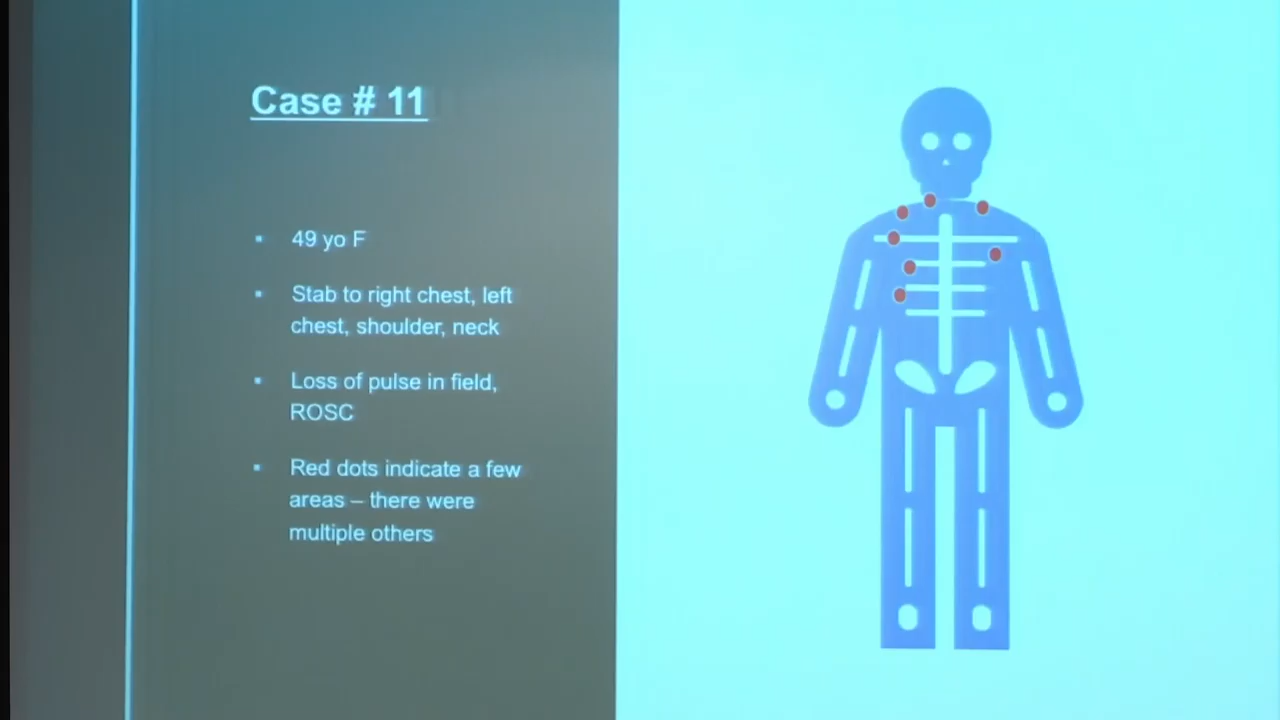 Case # 11
▪ 49 yo F
▪ Stab to right chest, left
chest, shoulder, neck
▪ Loss of pulse in field,
ROSC
▪ Red dots indicate a few
areas – there were
multiple others